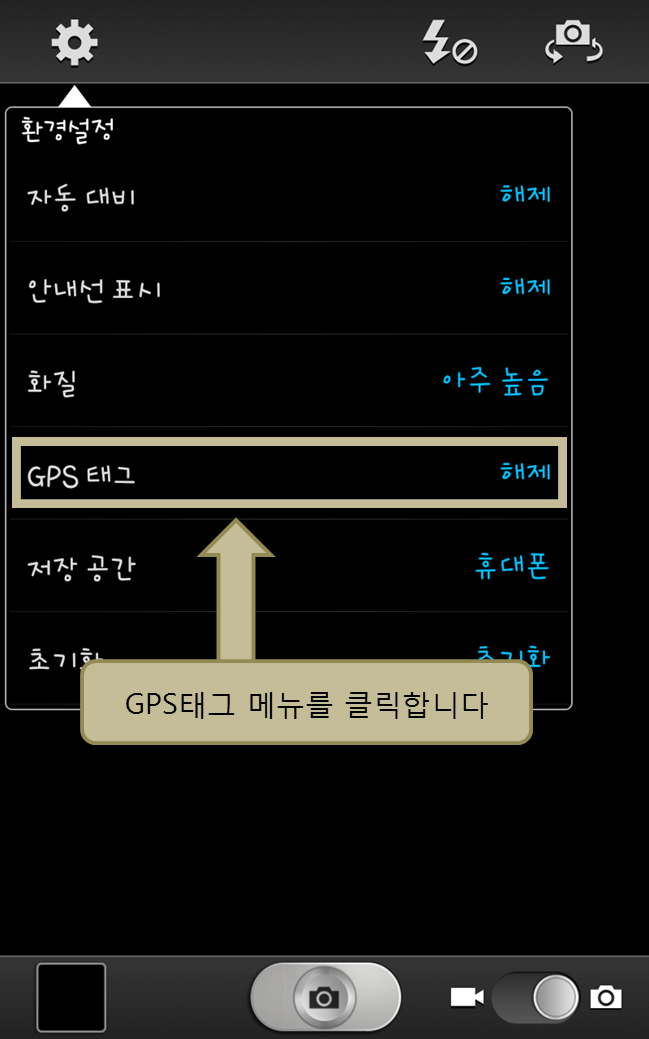 환경설정
자동 대비 해제
안내선 표시 해제
화질 아주 높음
GPS 태그 해제
저장 공간 휴대폰
초기화 초기화
GPS태그 메뉴를 클릭합니다